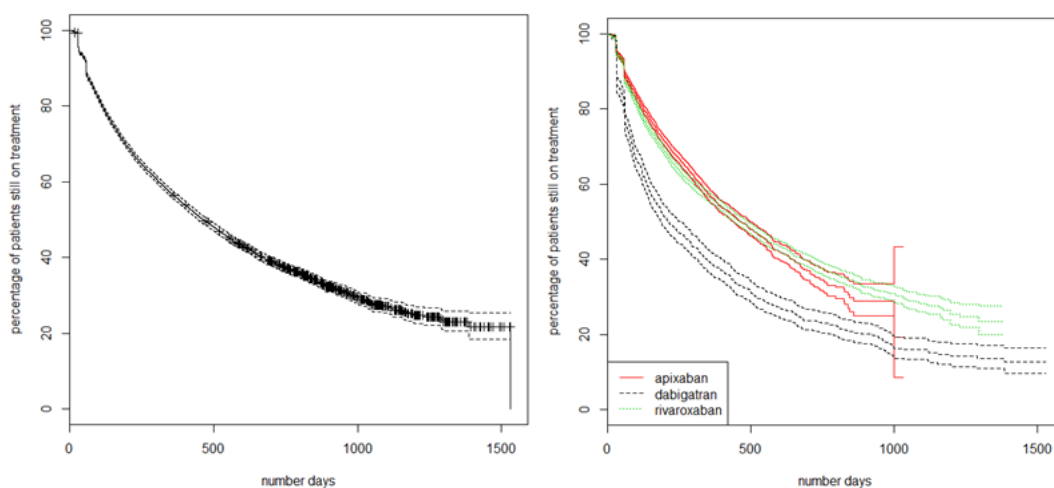 percentage of patients still on treatment
100
80
60
40
20
0
0 500 1000 1500
number days
percentage of patients still on treatment
100
80
60
40
20
0
apixaban
dabigatran
rivaroxaban
0 500 1000 1500
number days